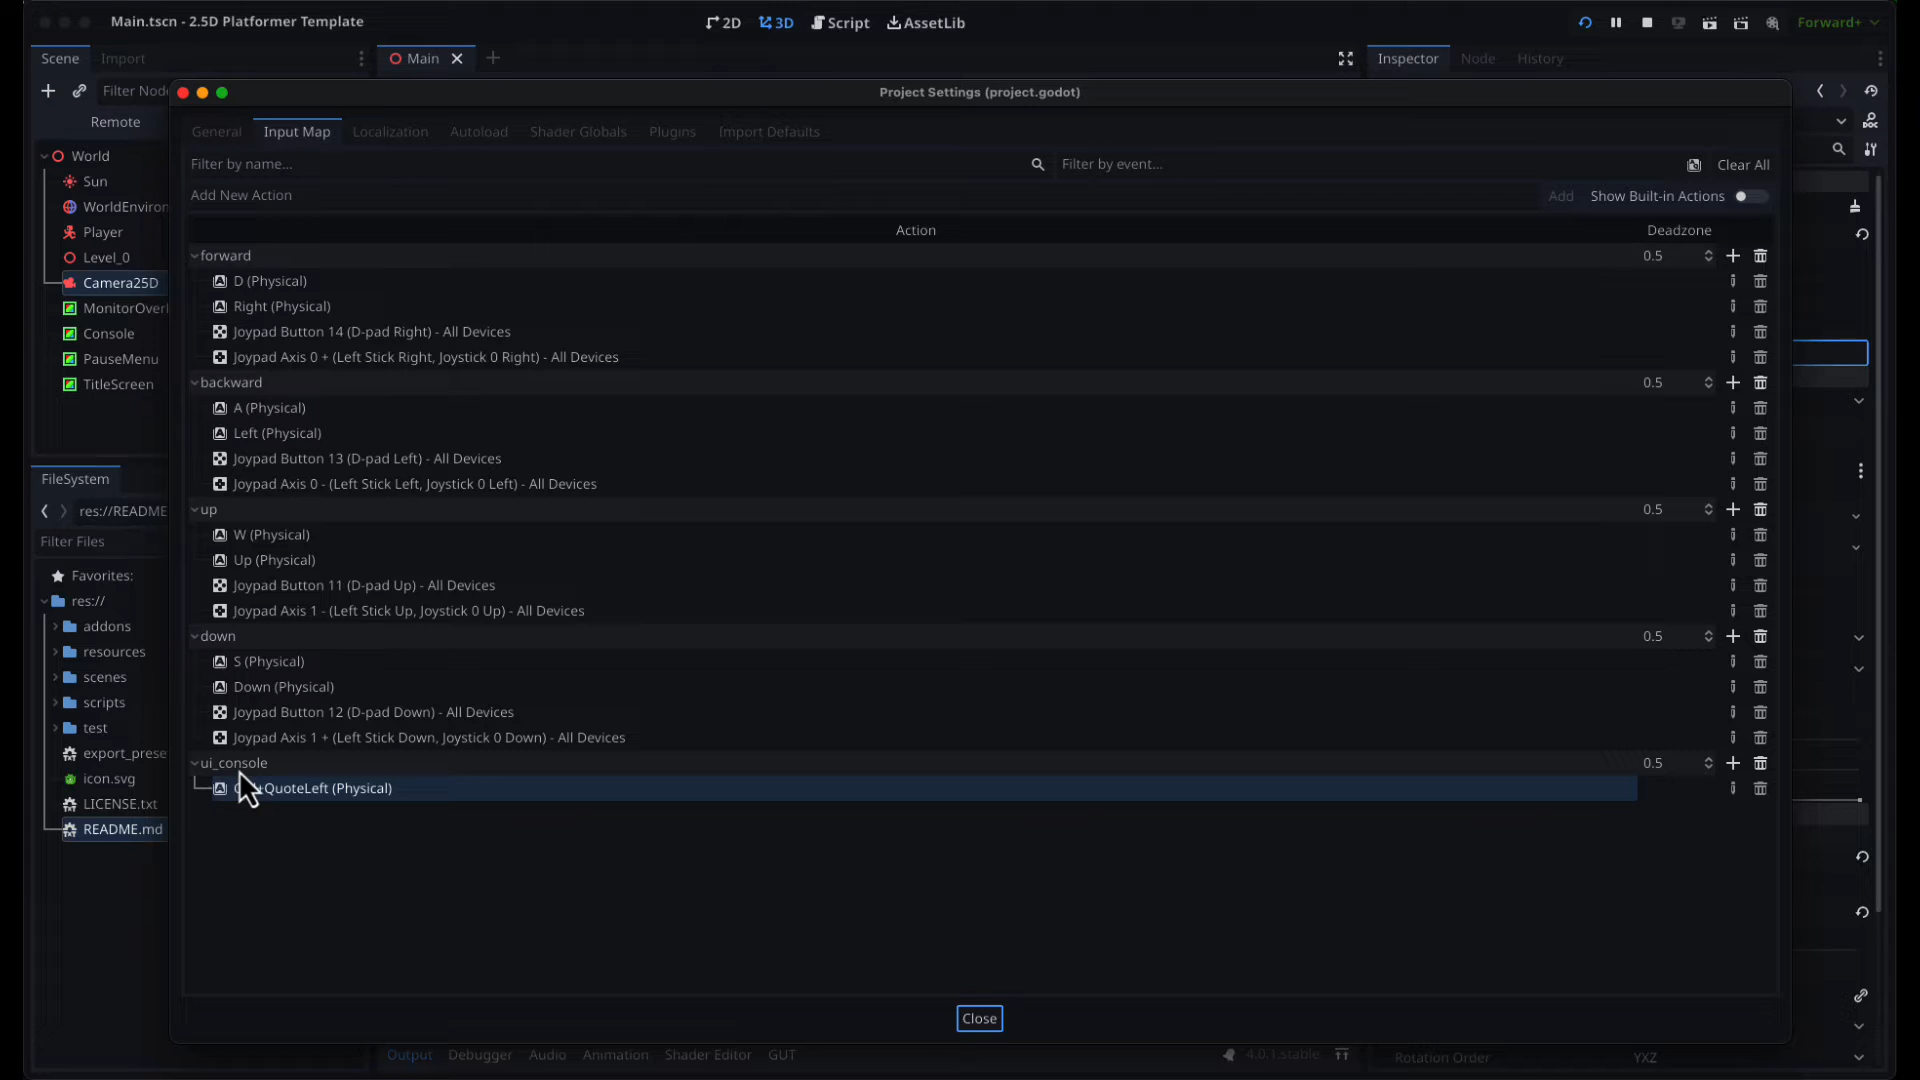 Main.tscn - 2.5D Platformer Template
2D
3D
Script
AssetLib
Forward+
Scene
Import
Main
Inspector
Node
History
Filter
Remote
World
Sun
Player
Level_0
Camera25D
Console
PauseMenu
TitleScreen
FileSystem
res://README
Filter Files
Favorites:
res://
addons
resources
scenes
scripts
test
export_prese
icon.svg
LICENSE.txt
README.md
Project Settings (project.godot)
General
Input Map
Localization
Autoload
Shader Globals
Plugins
Import Defaults
Filter by name...
Filter by event...
Clear All
Add New Action
Add
Show Built-in Actions
Action
Deadzone
forward 0.5
D (Physical)
Right (Physical)
Joypad Button 14 (D-pad Right) - All Devices
Joypad Axis 0 + (Left Stick Right, Joystick 0 Right) - All Devices
backward 0.5
A (Physical)
Left (Physical)
Joypad Button 13 (D-pad Left) - All Devices
Joypad Axis 0 - (Left Stick Left, Joystick 0 Left) - All Devices
up 0.5
W (Physical)
Up (Physical)
Joypad Button 11 (D-pad Up) - All Devices
Joypad Axis 1 - (Left Stick Up, Joystick 0 Up) - All Devices
down 0.5
S (Physical)
Down (Physical)
Joypad Button 12 (D-pad Down) - All Devices
Joypad Axis 1 + (Left Stick Down, Joystick 0 Down) - All Devices
ui_console 0.5
+QuoteLeft (Physical)
Close
Output
Debugger
Audio
Animation
Shader Editor
GUT
4.0.1.stable
Rotation Order
YXZ